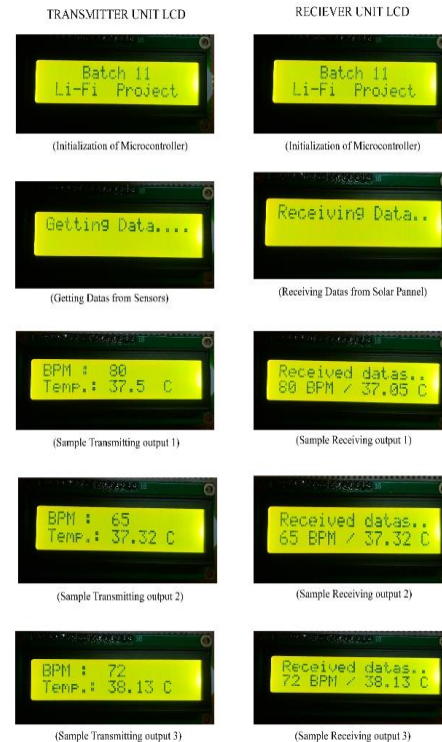 TRANSMITTER UNIT LCD
RECIEVER UNIT LCD
Batch 11
Li-Fi Project
Batch 11
Li-Fi Project
(Initialization of Microcontroller)
(Initialization of Microcontroller)
Getting Data....
Receiving Data..
(Getting Datas from Sensors)
(Receiving Datas from Solar Pannel)
BPM : 80
Temp.: 37.5 C
Received datas..
80 BPM / 37.05 C
(Sample Transmitting output 1)
(Sample Receiving output 1)
BPM : 65
Temp.: 37.32 C
Received datas..
65 BPM / 37.32 C
(Sample Transmitting output 2)
(Sample Receiving output 2)
BPM : 72
Temp.: 38.13 C
Received datas..
72 BPM / 38.13 C
(Sample Transmitting output 3)
(Sample Receiving output 3)